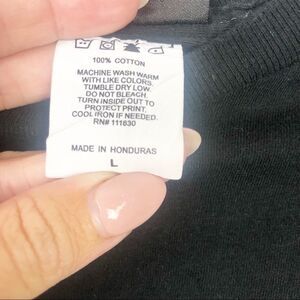 100% COTTON
MACHINE WASH WARM
WITH LIKE COLORS,
TUMBLE DRY LOW.
DO NOT BLEACH.
TURN INSIDE OUT TO
PROTECT PRINT.
COOL IRON IF NEEDED.
RN# 111630
MADE IN HONDURAS
L